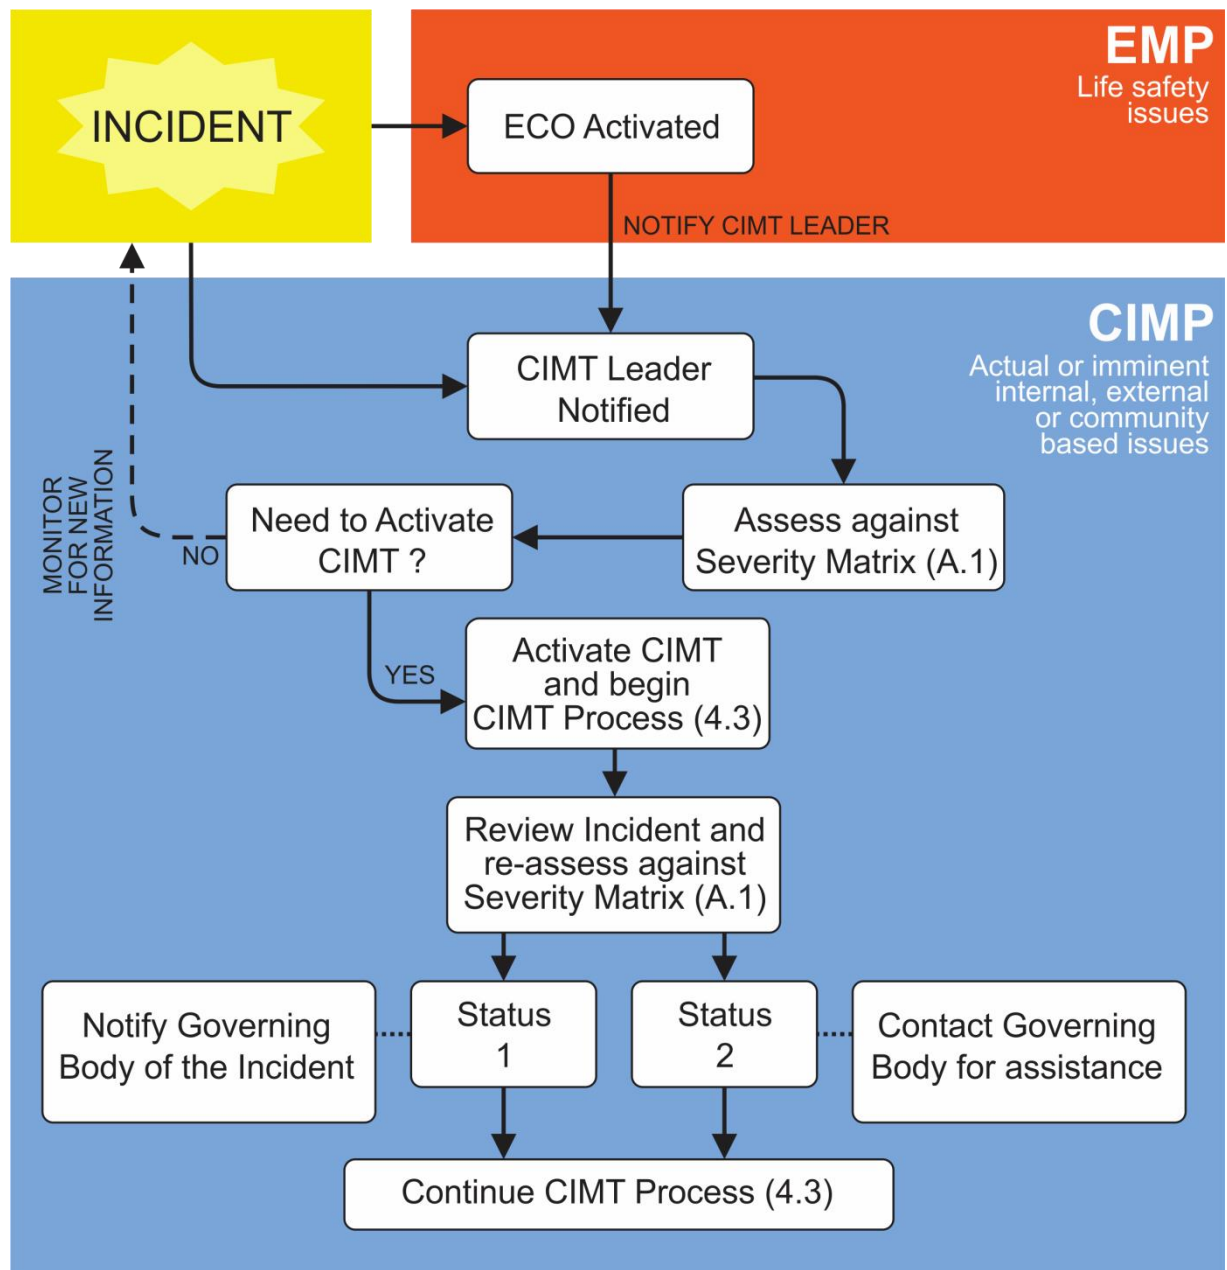 INCIDENT
EMP
Life safety
issues
ECO Activated
NOTIFY CIMT LEADER
CIMP
Actual or imminent
internal, external
or community
based issues
CIMT Leader
Notified
Assess against
Severity Matrix (A.1)
Need to Activate
CIMT ?
NO
MONITOR
FOR NEW
INFORMATION
YES
Activate CIMT
and begin
CIMT Process (4.3)
Review Incident and
re-assess against
Severity Matrix (A.1)
Notify Governing
Body of the Incident
Status
1
Status
2
Contact Governing
Body for assistance
Continue CIMT Process (4.3)